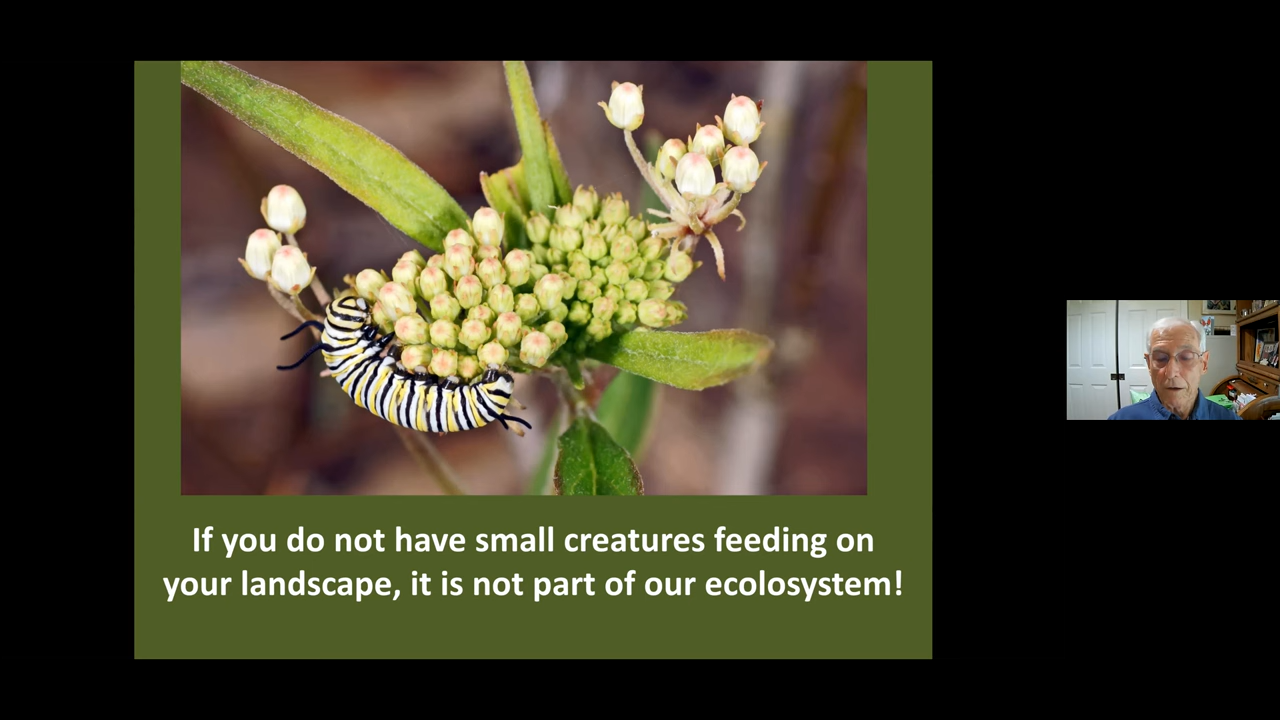 If you do not have small creatures feeding on
your landscape, it is not part of our ecolosystem!